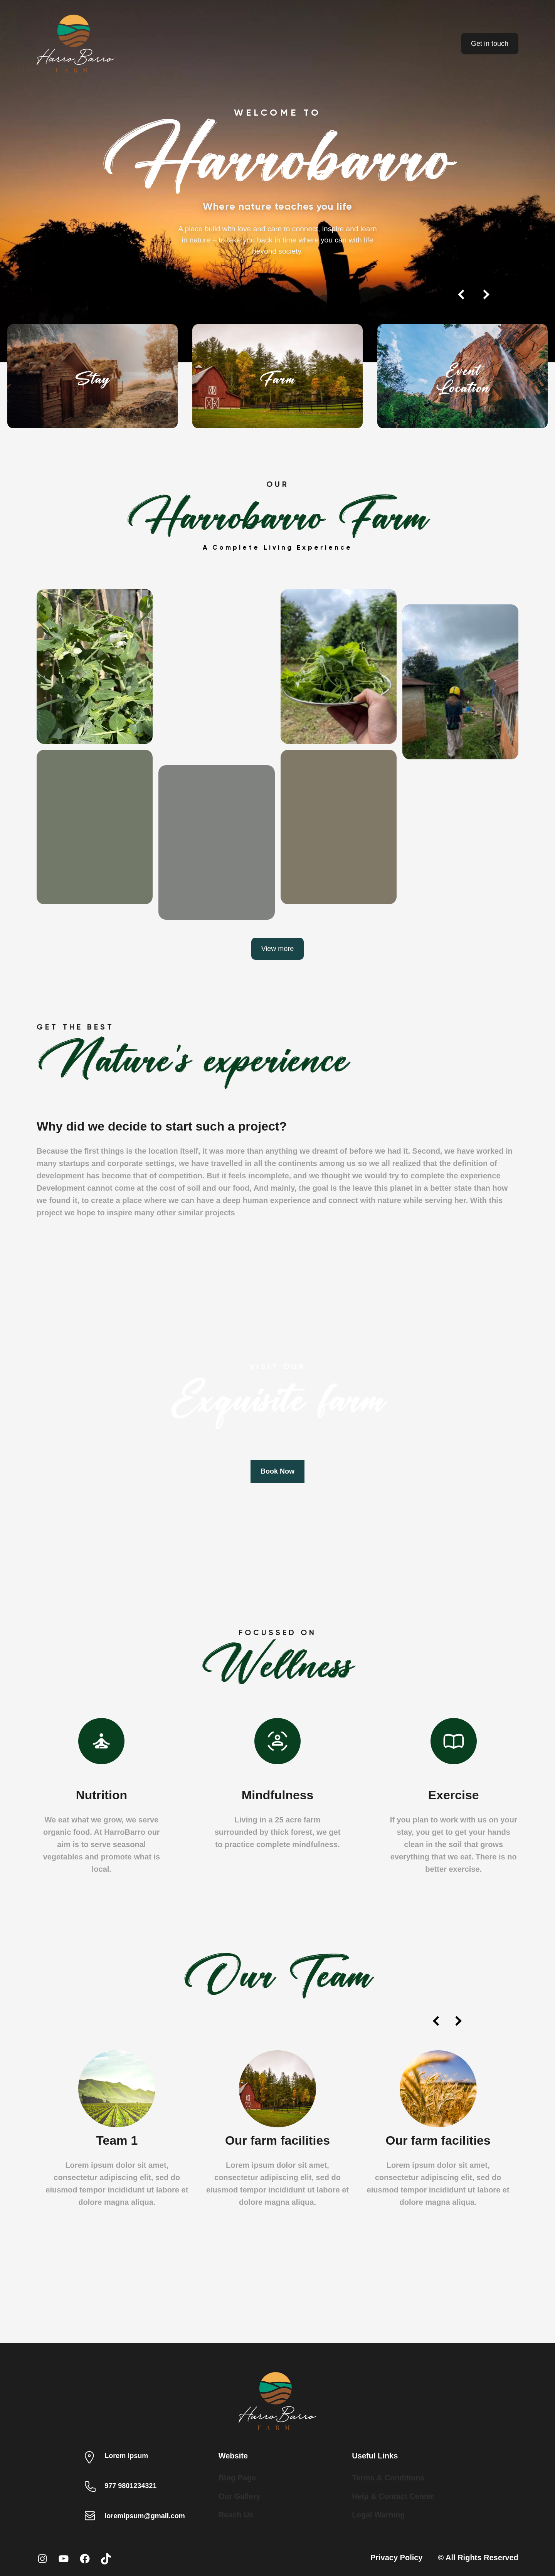 HarroBarro
FARM
Get in touch
WELCOME TO
Harrobarro
Where nature teaches you life
A place build with love and care to connect, inspire and learn
in nature – to take you back in time where you can with life
beyond society.
Stay
Farm
Event
Location
OUR
Harrobarro Farm
A Complete Living Experience
View more
GET THE BEST
Nature's experience
Why did we decide to start such a project?
Because the first things is the location itself, it was more than anything we dreamt of before we had it. Second, we have worked in
many startups and corporate settings, we have travelled in all the continents among us so we all realized that the definition of
development has become that of competition. But it feels incomplete, and we thought we would try to complete the experience
Development cannot come at the cost of soil and our food, And mainly, the goal is the leave this planet in a better state than how
we found it, to create a place where we can have a deep human experience and connect with nature while serving her. With this
project we hope to inspire many other similar projects
VISIT OUR
Exquisite farm
Book Now
FOCUSSED ON
Wellness
Nutrition
We eat what we grow, we serve
organic food. At HarroBarro our
aim is to serve seasonal
vegetables and promote what is
local.
Mindfulness
Living in a 25 acre farm
surrounded by thick forest, we get
to practice complete mindfulness.
Exercise
If you plan to work with us on your
stay, you get to get your hands
clean in the soil that grows
everything that we eat. There is no
better exercise.
Our Team
Team 1
Lorem ipsum dolor sit amet,
consectetur adipiscing elit, sed do
eiusmod tempor incididunt ut labore et
dolore magna aliqua.
Our farm facilities
Lorem ipsum dolor sit amet,
consectetur adipiscing elit, sed do
eiusmod tempor incididunt ut labore et
dolore magna aliqua.
Our farm facilities
Lorem ipsum dolor sit amet,
consectetur adipiscing elit, sed do
eiusmod tempor incididunt ut labore et
dolore magna aliqua.
HarroBarro
FARM
Lorem ipsum
977 9801234321
loremipsum@gmail.com
Website
Blog Page
Our Gallery
Reach Us
Useful Links
Terms & Conditions
Help & Contact Center
Legal Warning
Privacy Policy
© All Rights Reserved